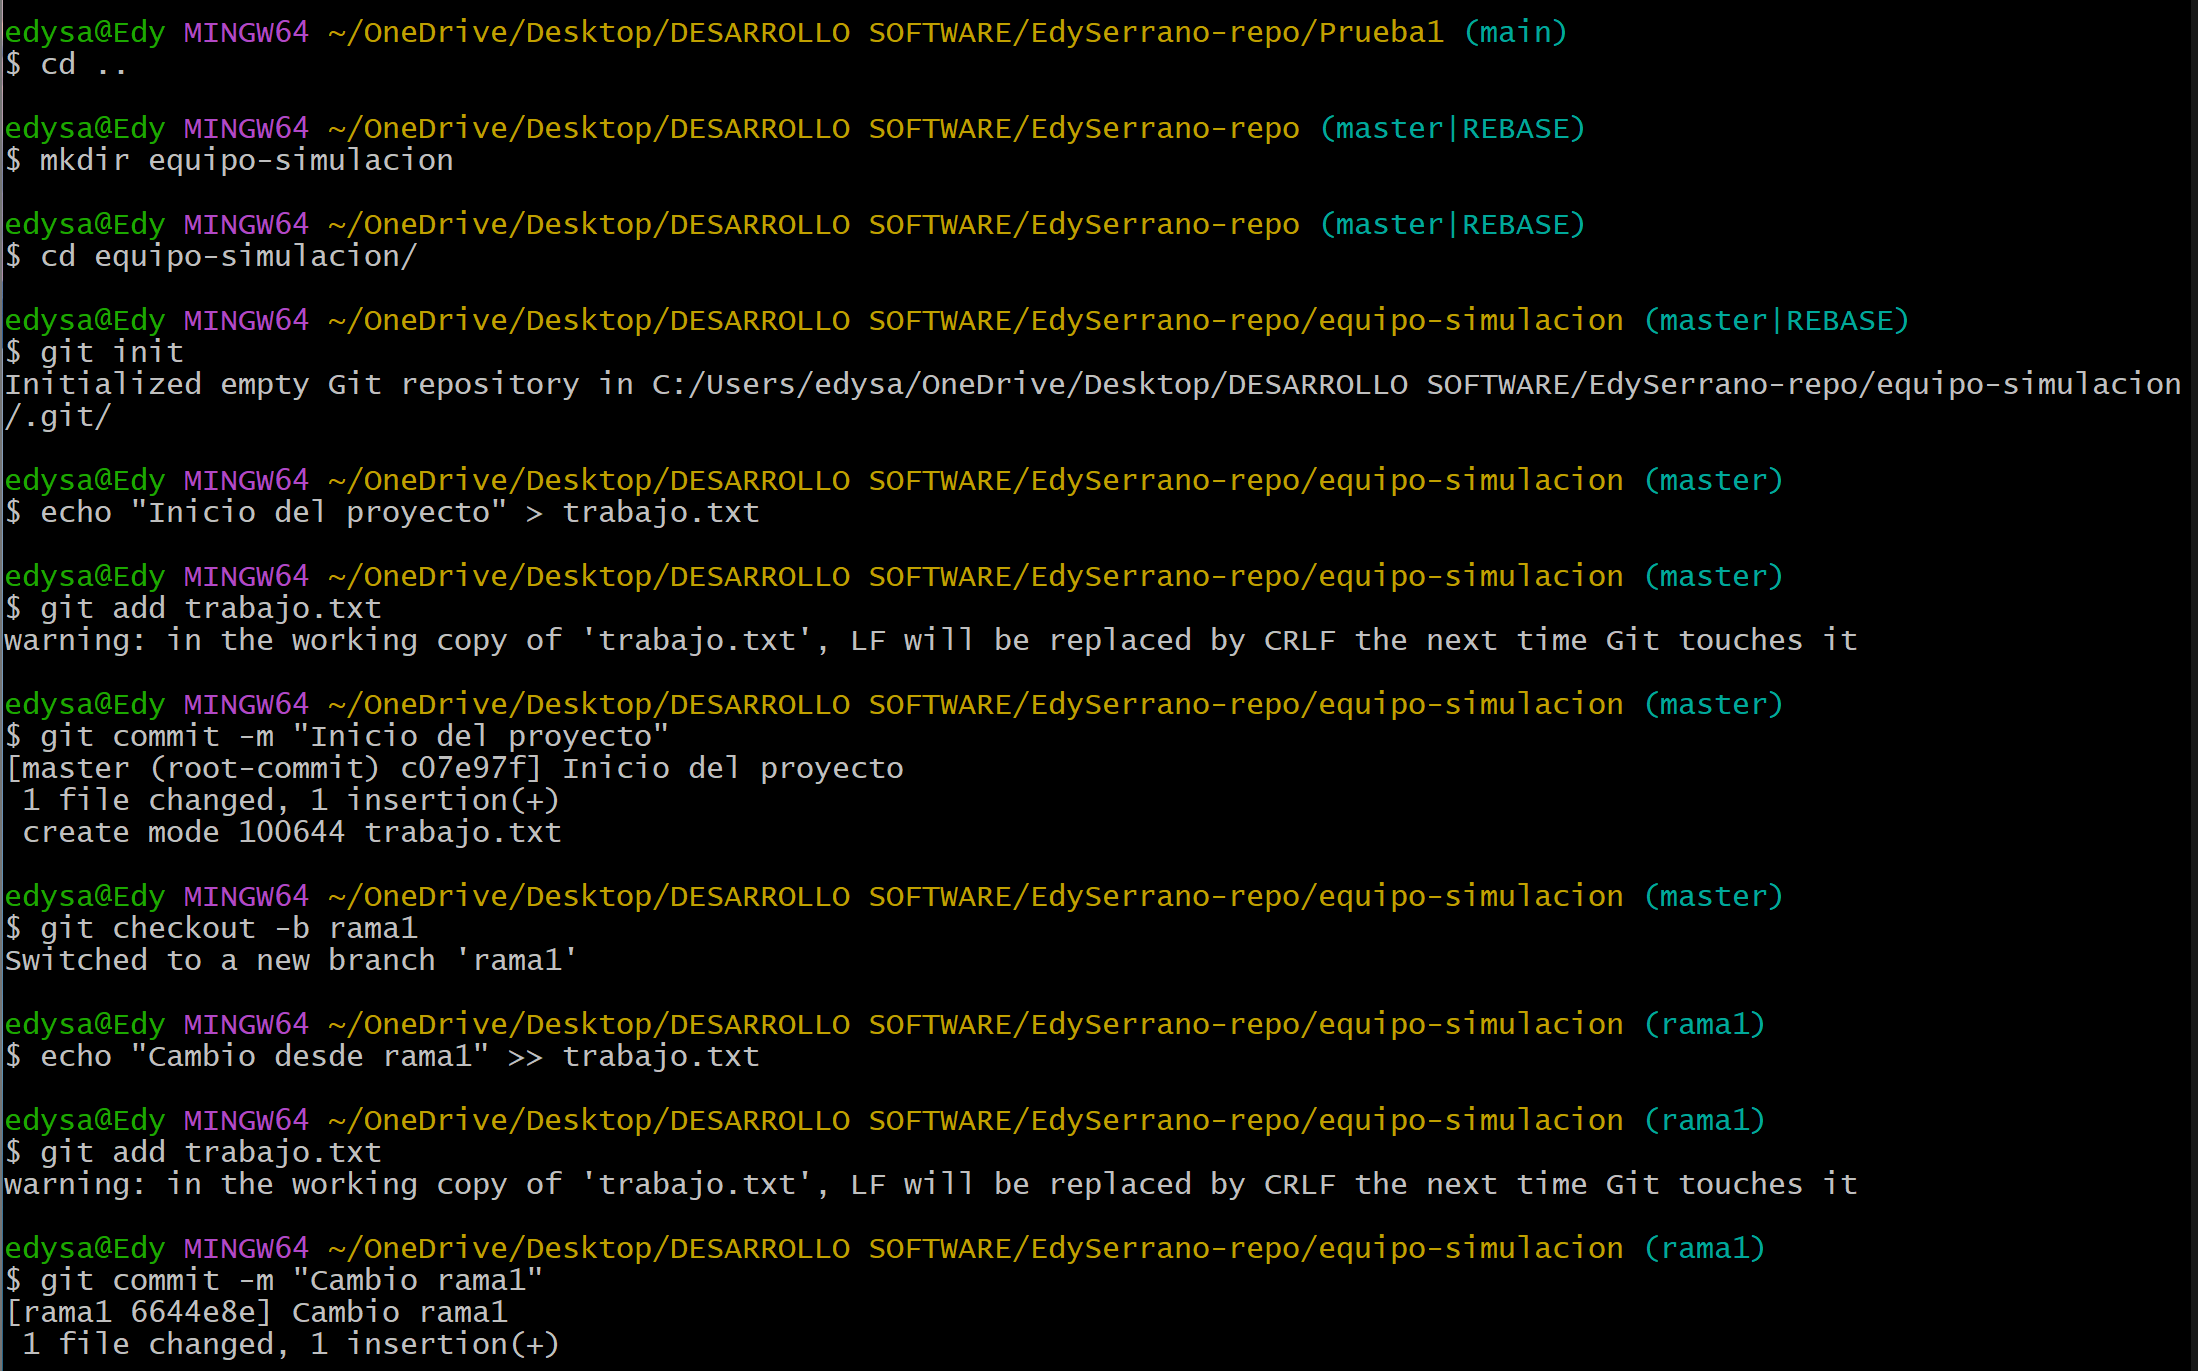 edysa@Edy MINGW64 ~/OneDrive/Desktop/DESARROLLO SOFTWARE/EdySerrano-repo/Prueba1 (main)
$ cd ..
edysa@Edy MINGW64 ~/OneDrive/Desktop/DESARROLLO SOFTWARE/EdySerrano-repo (master|REBASE)
$ mkdir equipo-simulacion
edysa@Edy MINGW64 ~/OneDrive/Desktop/DESARROLLO SOFTWARE/EdySerrano-repo (master|REBASE)
$ cd equipo-simulacion/
edysa@Edy MINGW64 ~/OneDrive/Desktop/DESARROLLO SOFTWARE/EdySerrano-repo/equipo-simulacion (master|REBASE)
$ git init
Initialized empty Git repository in C:/Users/edysa/OneDrive/Desktop/DESARROLLO SOFTWARE/EdySerrano-repo/equipo-simulacion
/.git/
edysa@Edy MINGW64 ~/OneDrive/Desktop/DESARROLLO SOFTWARE/EdySerrano-repo/equipo-simulacion (master)
$ echo "Inicio del proyecto" > trabajo.txt
edysa@Edy MINGW64 ~/OneDrive/Desktop/DESARROLLO SOFTWARE/EdySerrano-repo/equipo-simulacion (master)
$ git add trabajo.txt
warning: in the working copy of 'trabajo.txt', LF will be replaced by CRLF the next time Git touches it
edysa@Edy MINGW64 ~/OneDrive/Desktop/DESARROLLO SOFTWARE/EdySerrano-repo/equipo-simulacion (master)
$ git commit -m "Inicio del proyecto"
[master (root-commit) c07e97f] Inicio del proyecto
 1 file changed, 1 insertion(+)
 create mode 100644 trabajo.txt
edysa@Edy MINGW64 ~/OneDrive/Desktop/DESARROLLO SOFTWARE/EdySerrano-repo/equipo-simulacion (master)
$ git checkout -b rama1
Switched to a new branch 'rama1'
edysa@Edy MINGW64 ~/OneDrive/Desktop/DESARROLLO SOFTWARE/EdySerrano-repo/equipo-simulacion (rama1)
$ echo "Cambio desde rama1" >> trabajo.txt
edysa@Edy MINGW64 ~/OneDrive/Desktop/DESARROLLO SOFTWARE/EdySerrano-repo/equipo-simulacion (rama1)
$ git add trabajo.txt
warning: in the working copy of 'trabajo.txt', LF will be replaced by CRLF the next time Git touches it
edysa@Edy MINGW64 ~/OneDrive/Desktop/DESARROLLO SOFTWARE/EdySerrano-repo/equipo-simulacion (rama1)
$ git commit -m "Cambio rama1"
[rama1 6644e8e] Cambio rama1
 1 file changed, 1 insertion(+)